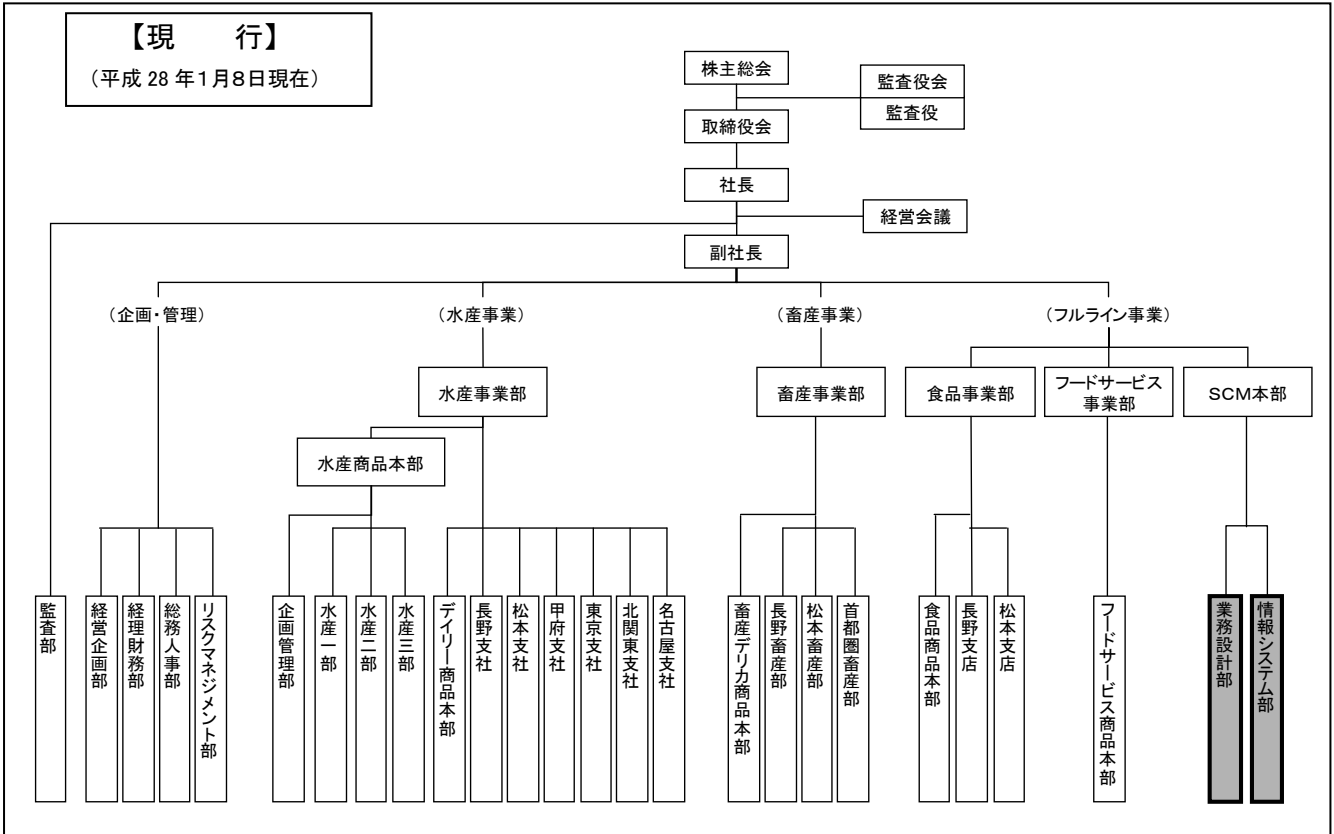 【現　　行】
（平成 28 年１月８日現在）
株主総会
監査役会
監査役
取締役会
社長
経営会議
副社長
（企画・管理）
（水産事業）
（畜産事業）
（フルライン事業）
水産事業部
畜産事業部
食品事業部
フードサービス
事業部
SCM本部
水産商品本部
監査部
経営企画部
経理財務部
総務人事部
リスクマネジメント部
企画管理部
水産一部
水産二部
水産三部
デイリー商品本部
長野支社
松本支社
甲府支社
東京支社
北関東支社
名古屋支社
畜産デリカ商品本部
長野畜産部
松本畜産部
首都圏畜産部
食品商品本部
長野支店
松本支店
フードサービス商品本部
業務設計部
情報システム部